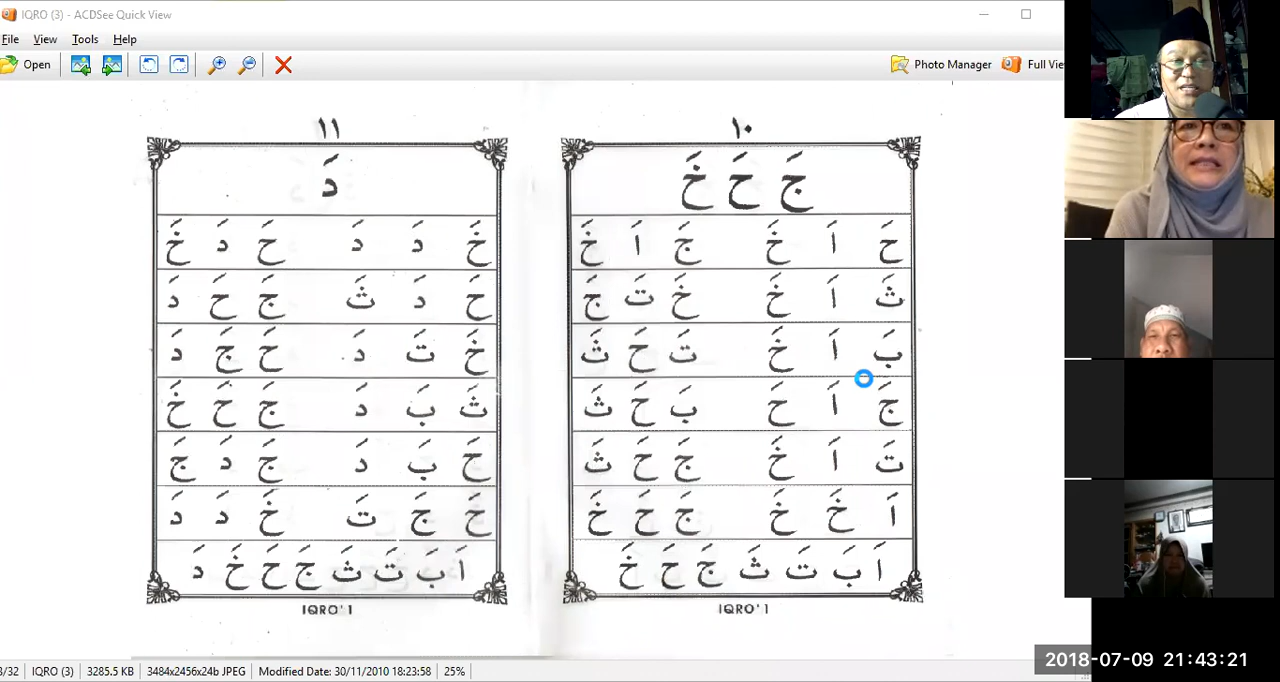 IQRO (3) - ACDSee Quick View
File View Tools Help
Open Photo Manager Full
١٠
جَ حَ خَ
حَ اَ خَ جَ اَ خَ
ثَ اَ خَ خَ تَ جَ
بَ اَ خَ تَ حَ ثَ
جَ اَ حَ بَ حَ ثَ
تَ اَ خَ جَ حَ ثَ
اَ خَ خَ جَ حَ خَ
اَ بَ تَ ثَ جَ حَ خَ
IQRO'1
١١
دَ
خَ دَ دَ حَ دَ خَ
حَ دَ ثَ جَ حَ دَ
خَ تَ دَ حَ جَ دَ
ثَ بَ دَ جَ حَ خَ
حَ بَ دَ جَ دَ جَ
خَ جَ تَ خَ دَ دَ
اَ بَ تَ ثَ جَ حَ خَ دَ
IQRO'1
/32 IQRO (3) 3285.5 KB 3484x2456x24b JPEG Modified Date: 30/11/2010 18:23:58 25%
2018-07-09 21:43:21